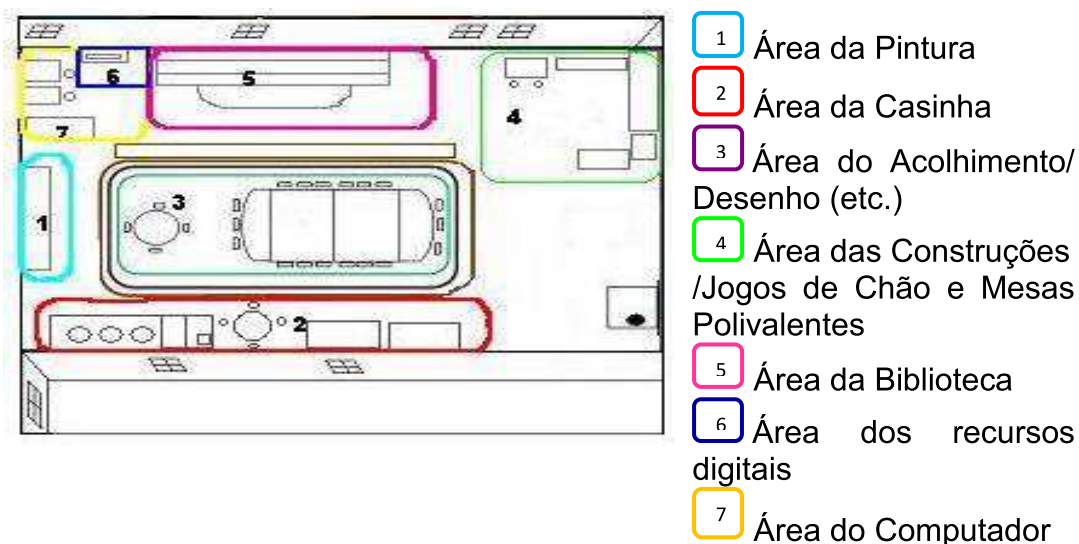 6
5
7
4
3
1
2
1 Área da Pintura
2 Área da Casinha
3 Área do Acolhimento/
Desenho (etc.)
4 Área das Construções
/Jogos de Chão e Mesas
Polivalentes
5 Área da Biblioteca
6 Área dos recursos
digitais
7 Área do Computador